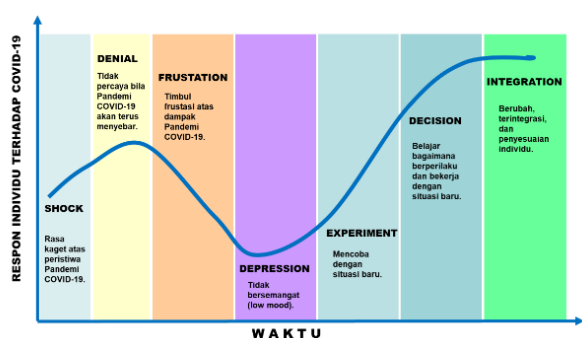 RESPON INDIVIDU TERHADAP COVID-19
SHOCK
Rasa
kaget atas
peristiwa
Pandemi
COVID-19.
DENIAL
Tidak
percaya bila
Pandemi
COVID-19
akan terus
menyebar.
FRUSTATION
Timbul
frustasi atas
dampak
Pandemi
COVID-19.
DEPRESSION
Tidak
bersemangat
(low mood).
EXPERIMENT
Mencoba
dengan
situasi baru.
DECISION
Belajar
bagaimana
berperilaku
dan bekerja
dengan
situasi baru.
INTEGRATION
Berubah,
terintegrasi,
dan
penyesuaian
individu.
WAKTU